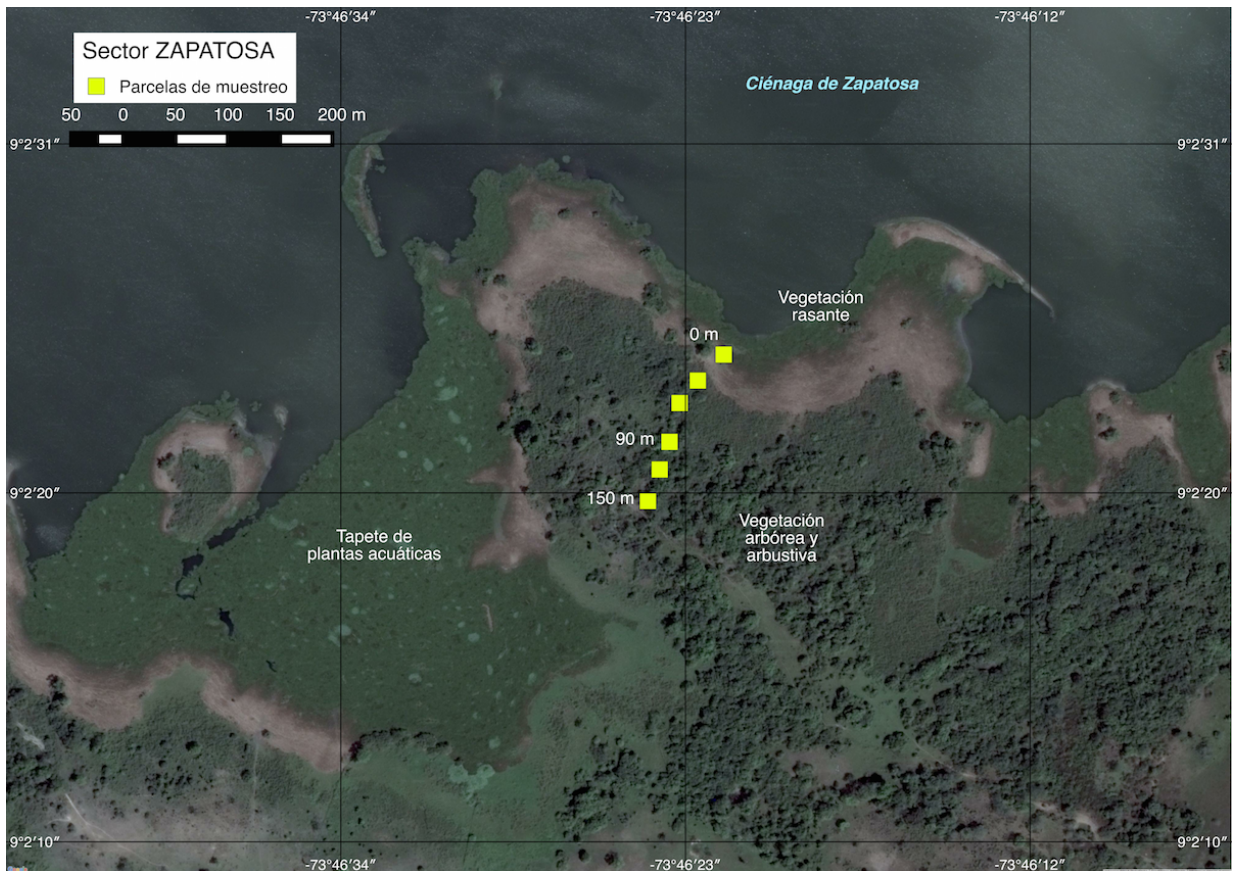 -73°46′34″ -73°46′23″ -73°46′12″
Sector ZAPATOSA
Parcelas de muestreo
Ciénaga de Zapatosa
50 0 50 100 150 200 m
9°2′31″ 9°2′31″
Vegetación
rasante
0 m
90 m
9°2′20″ 150 m 9°2′20″
Vegetación
arbórea y
arbustiva
Tapete de
plantas acuáticas
9°2′10″ 9°2′10″
-73°46′34″ -73°46′23″ -73°46′12″